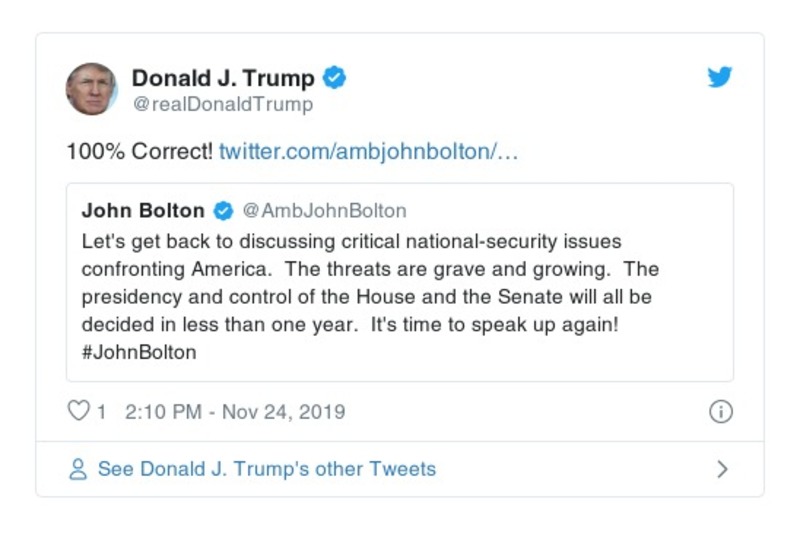 Donald J. Trump
@realDonaldTrump
100% Correct! twitter.com/ambjohnbolton/…
John Bolton @AmbJohnBolton
Let's get back to discussing critical national-security issues
confronting America.  The threats are grave and growing.  The
presidency and control of the House and the Senate will all be
decided in less than one year.  It's time to speak up again!
#JohnBolton
1 2:10 PM - Nov 24, 2019
See Donald J. Trump's other Tweets